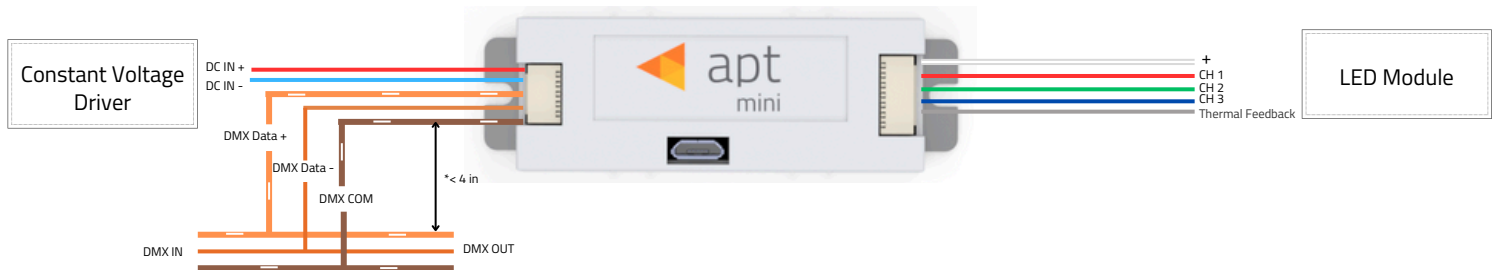 Constant Voltage
Driver
DC IN +
DC IN -
DMX Data +
DMX Data -
DMX COM
*< 4 in
DMX IN
DMX OUT
apt
mini
+
CH 1
CH 2
CH 3
Thermal Feedback
LED Module